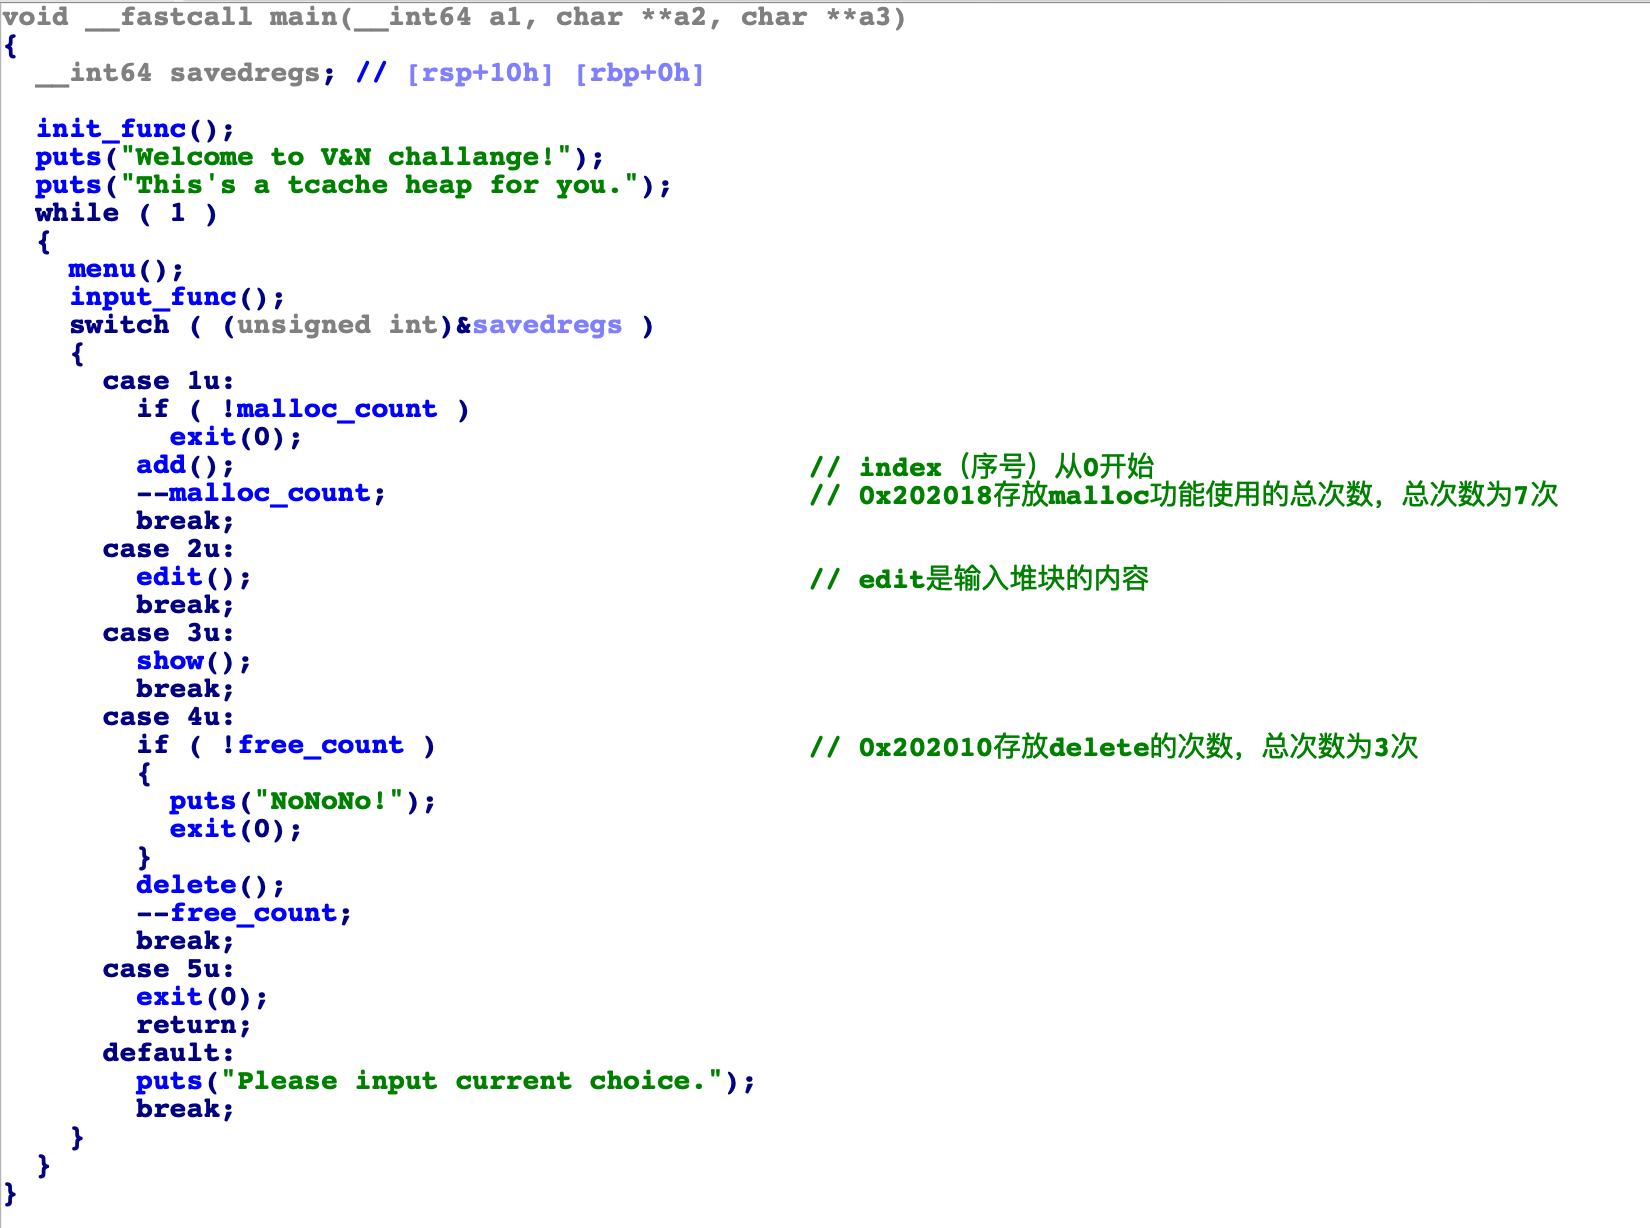 void __fastcall main(__int64 a1, char **a2, char **a3)
{
  __int64 savedregs; // [rsp+10h] [rbp+0h]

  init_func();
  puts("Welcome to V&N challange!");
  puts("This's a tcache heap for you.");
  while ( 1 )
  {
    menu();
    input_func();
    switch ( (unsigned int)&savedregs )
    {
      case 1u:
        if ( !malloc_count )
          exit(0);
        add(); // index（序号）从0开始
        --malloc_count; // 0x202018存放malloc功能使用的总次数，总次数为7次
        break;
      case 2u:
        edit(); // edit是输入堆块的内容
        break;
      case 3u:
        show();
        break;
      case 4u:
        if ( !free_count ) // 0x202010存放delete的次数，总次数为3次
        {
          puts("NoNoNo!");
          exit(0);
        }
        delete();
        --free_count;
        break;
      case 5u:
        exit(0);
        return;
      default:
        puts("Please input current choice.");
        break;
    }
  }
}